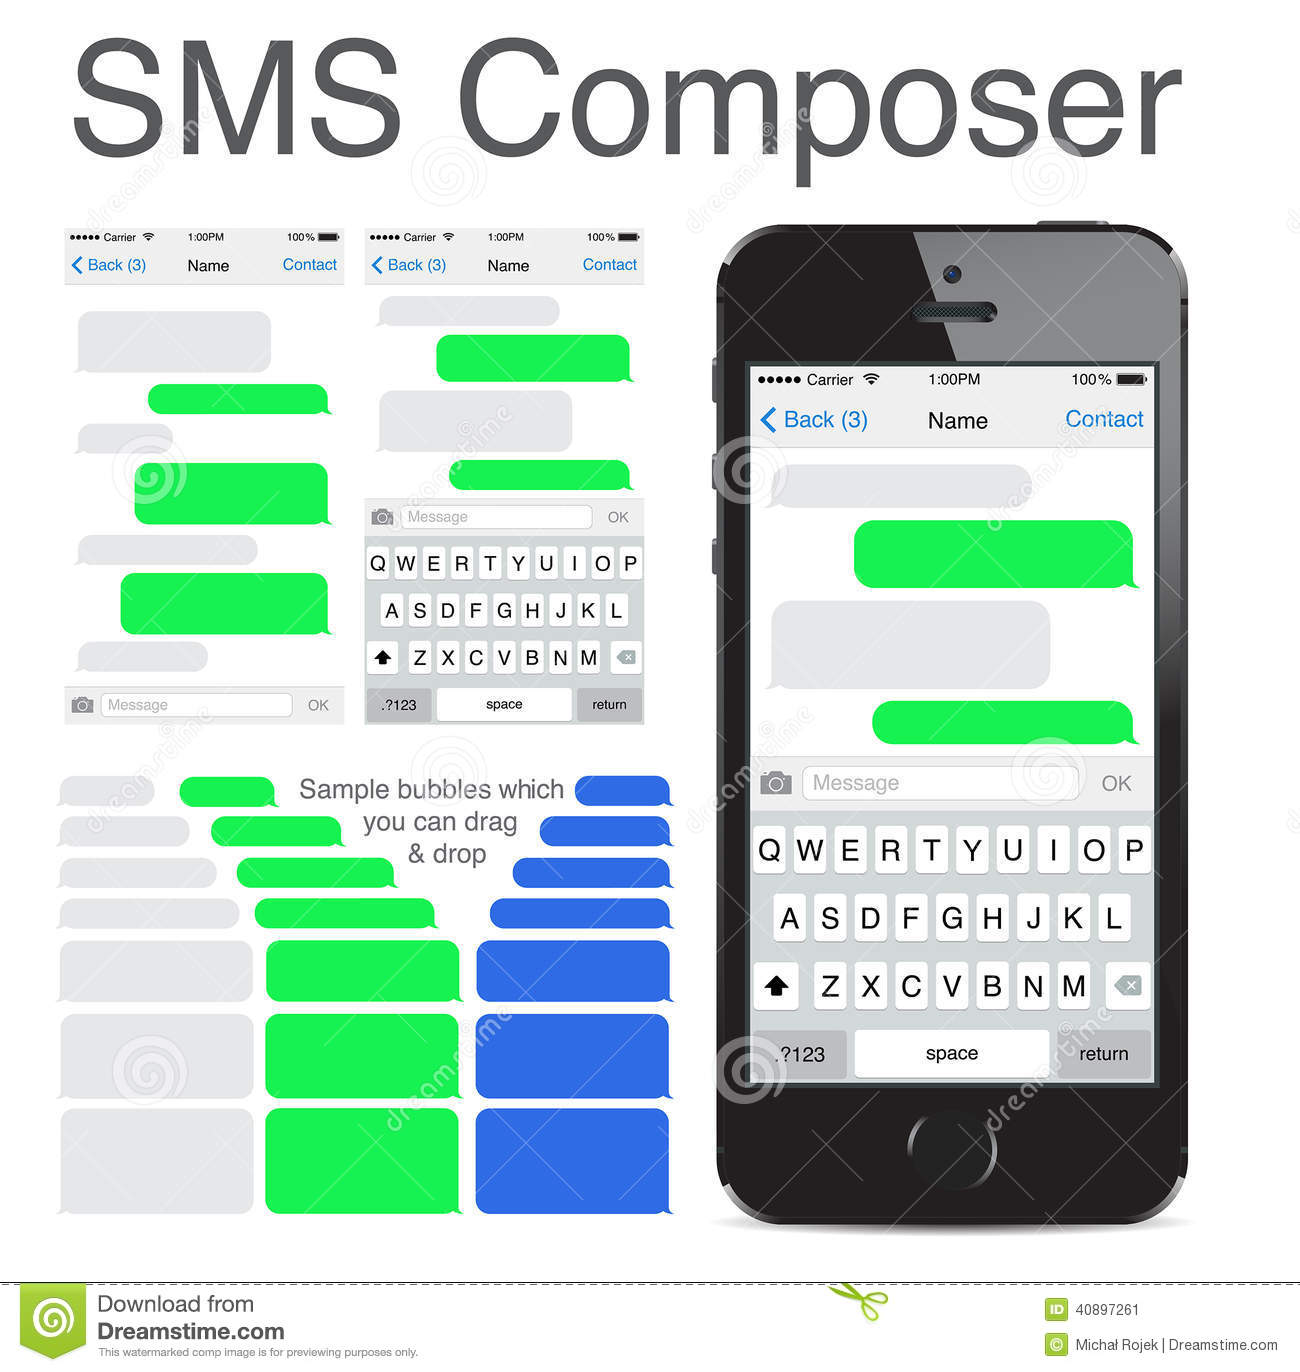 SMS Composer
Carrier 1:00PM 100%
Back (3) Name Contact
Message OK
Carrier 1:00PM 100%
Back (3) Name Contact
Message OK
Q W E R T Y U I O P
A S D F G H J K L
Z X C V B N M
.?123 space return
Carrier 1:00PM 100%
Back (3) Name Contact
Message OK
Q W E R T Y U I O P
A S D F G H J K L
Z X C V B N M
.?123 space return
Sample bubbles which
you can drag
& drop
Download from
Dreamstime.com
This watermarked comp image is for previewing purposes only.
ID 40897261
© Michał Rojek | Dreamstime.com
dreamstime